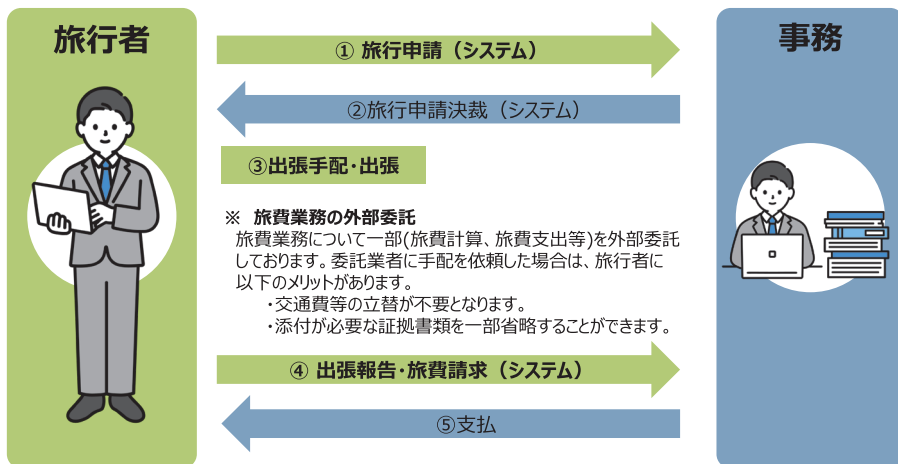 旅行者
事務
① 旅行申請（システム）
②旅行申請決裁（システム）
③出張手配・出張
※ 旅費業務の外部委託
旅費業務について一部(旅費計算、旅費支出等)を外部委託
しております。委託業者に手配を依頼した場合は、旅行者に
以下のメリットがあります。
・交通費等の立替が不要となります。
・添付が必要な証拠書類を一部省略することができます。
④ 出張報告・旅費請求（システム）
⑤支払